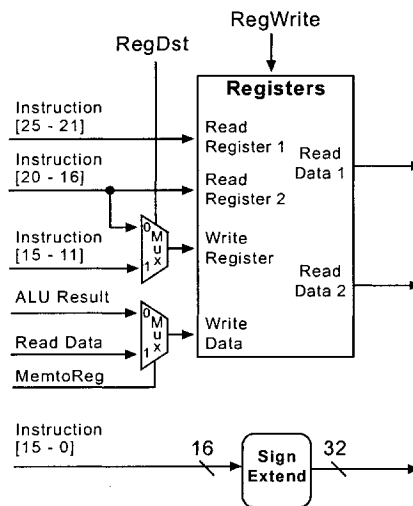 RegWrite
RegDst
Registers
Instruction
[25 - 21]
Read
Register 1
Read
Data 1
Instruction
[20 - 16]
Read
Register 2
0
M
u
x
1
Instruction
[15 - 11]
Write
Register
Read
Data 2
ALU Result
0
M
u
x
1
Read Data
Write
Data
MemtoReg
Instruction
[15 - 0]
16
Sign
Extend
32